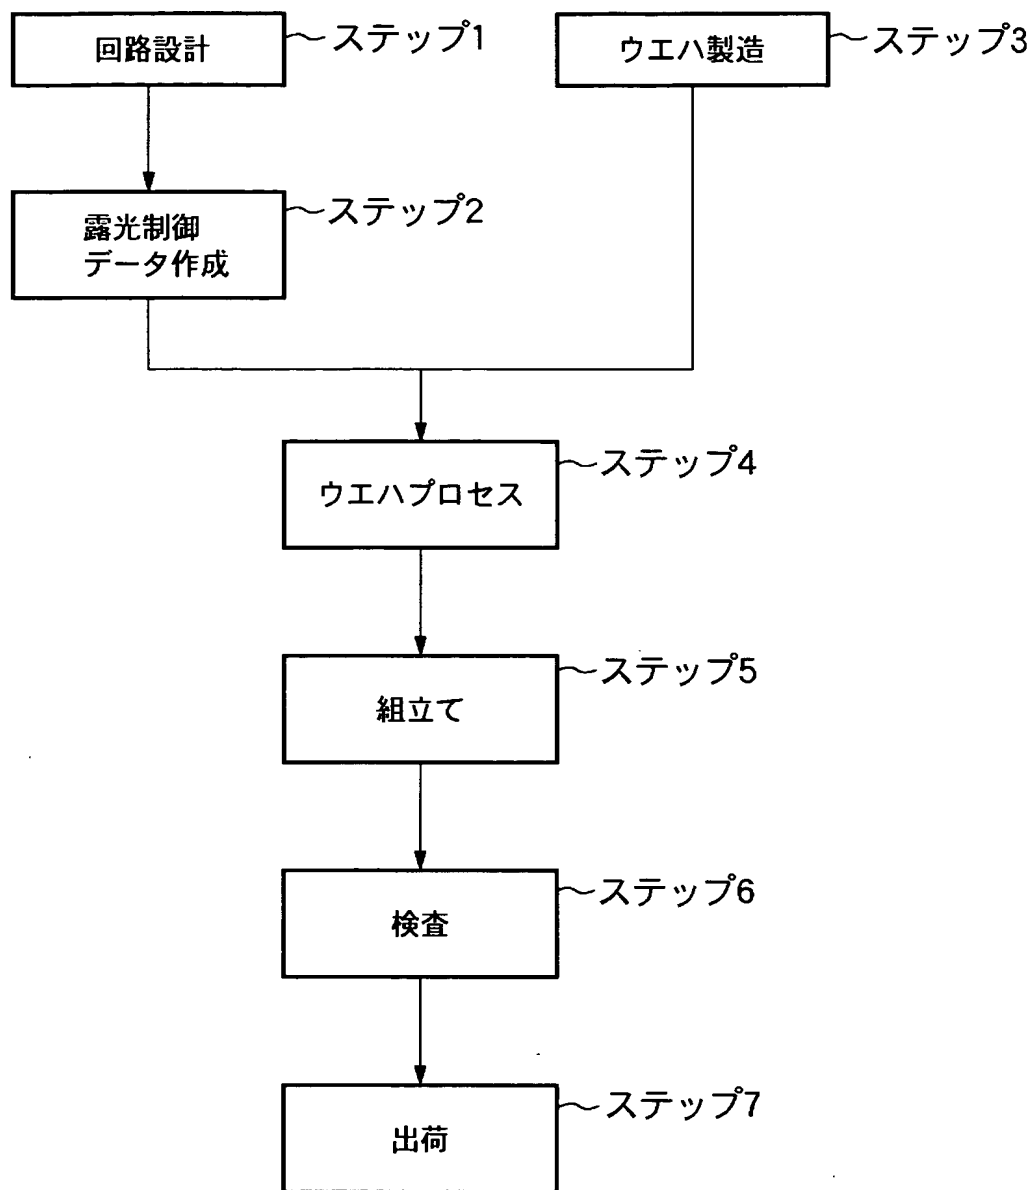 回路設計
ステップ1
ウエハ製造
ステップ3
露光制御
データ作成
ステップ2
ウエハプロセス
ステップ4
組立て
ステップ5
検査
ステップ6
出荷
ステップ7